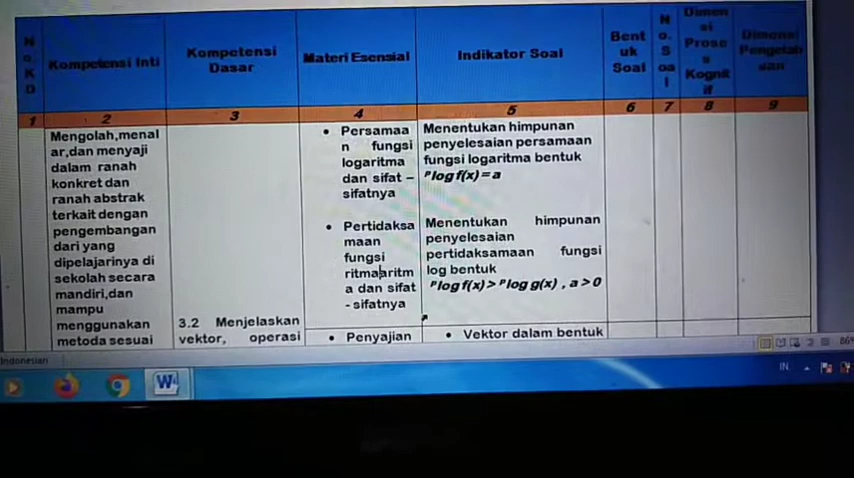 N
o.
K
D
Kompetensi Inti
Kompetensi
Dasar
Materi Esensial
Indikator Soal
Bent
uk
Soal
N
o.
S
oa
l
Dimen
si
Prose
s
Kognit
if
Dimensi
Pengetah
uan
1
2
3
4
5
6
7
8
9
Mengolah,menal
ar,dan menyaji
dalam ranah
konkret dan
ranah abstrak
terkait dengan
pengembangan
dari yang
dipelajarinya di
sekolah secara
mandiri,dan
mampu
menggunakan
metoda sesuai
3.2 Menjelaskan
vektor, operasi
• Persamaa
n fungsi
logaritma
dan sifat –
sifatnya
• Pertidaksa
maan
fungsi
ritmaaritm
a dan sifat
- sifatnya
• Penyajian
Menentukan himpunan
penyelesaian persamaan
fungsi logaritma bentuk
ᴾlog f(x) = a
Menentukan himpunan
penyelesaian
pertidaksamaan fungsi
log bentuk
ᴾlog f(x) > ᴾlog g(x) , a > 0
• Vektor dalam bentuk
Indonesian
86%
W
IN